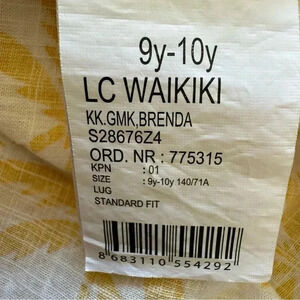 9y-10y
LC WAIKIKI
KK.GMK,BRENDA
S28676Z4
ORD. NR : 775315
KPN : 01
SIZE : 9y-10y 140/71A
LUG
STANDARD FIT
8 683110 554292